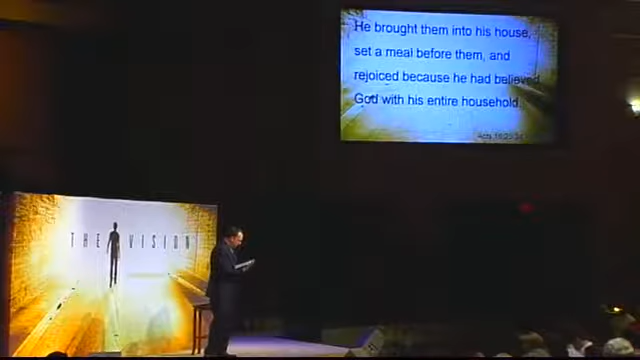 He brought them into his house,
set a meal before them, and
rejoiced because he had believed
God with his entire household.
THE VISION